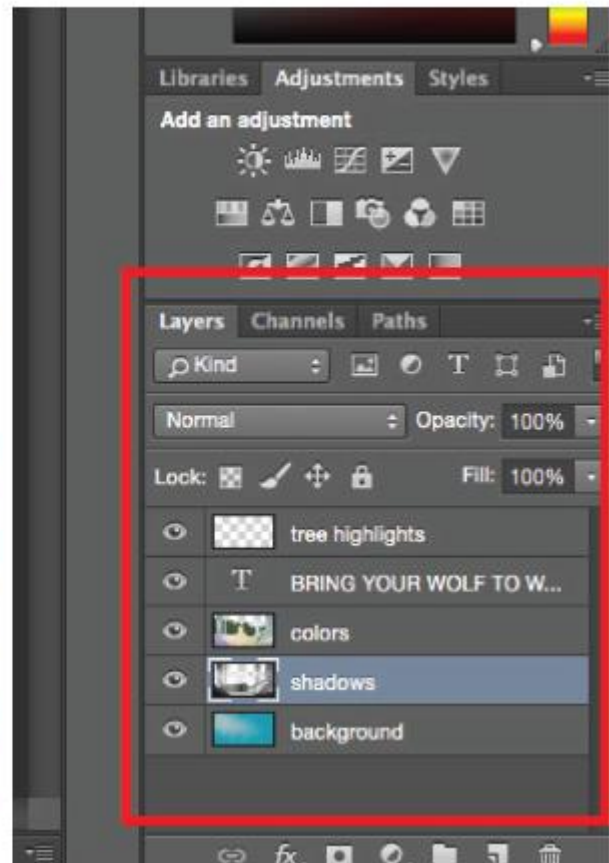 Libraries Adjustments Styles
Add an adjustment
Layers Channels Paths
Kind T
Normal Opacity: 100%
Lock: Fill: 100%
tree highlights
T BRING YOUR WOLF TO W...
colors
shadows
background
fx